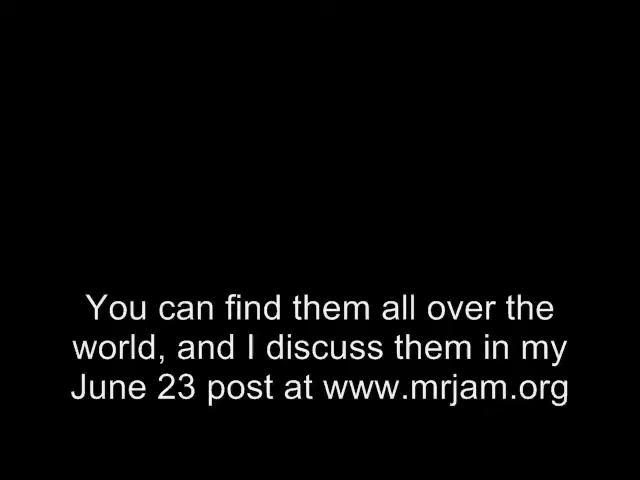 You can find them all over the
world, and I discuss them in my
June 23 post at www.mrjam.org